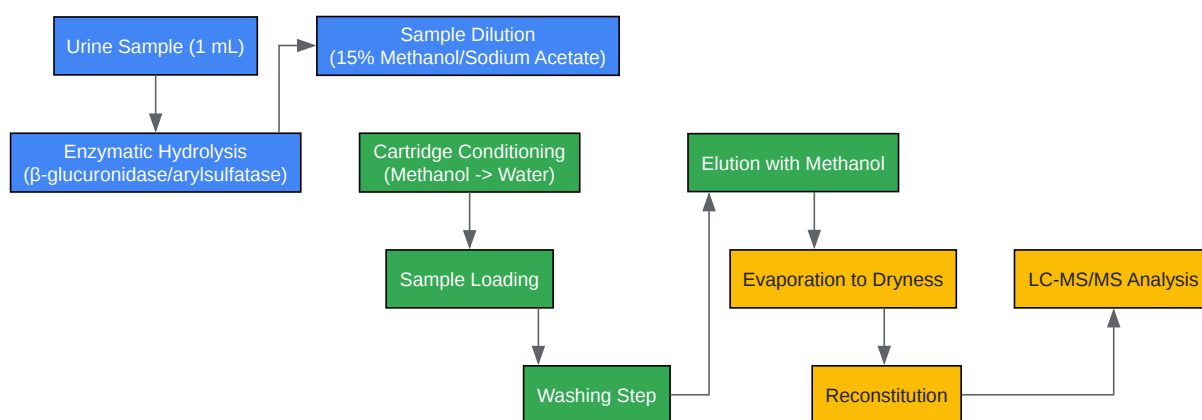 Urine Sample (1 mL)
Sample Dilution
(15% Methanol/Sodium Acetate)
Enzymatic Hydrolysis
(β-glucuronidase/arylsulfatase)
Cartridge Conditioning
(Methanol -> Water)
Elution with Methanol
Sample Loading
Evaporation to Dryness
LC-MS/MS Analysis
Washing Step
Reconstitution